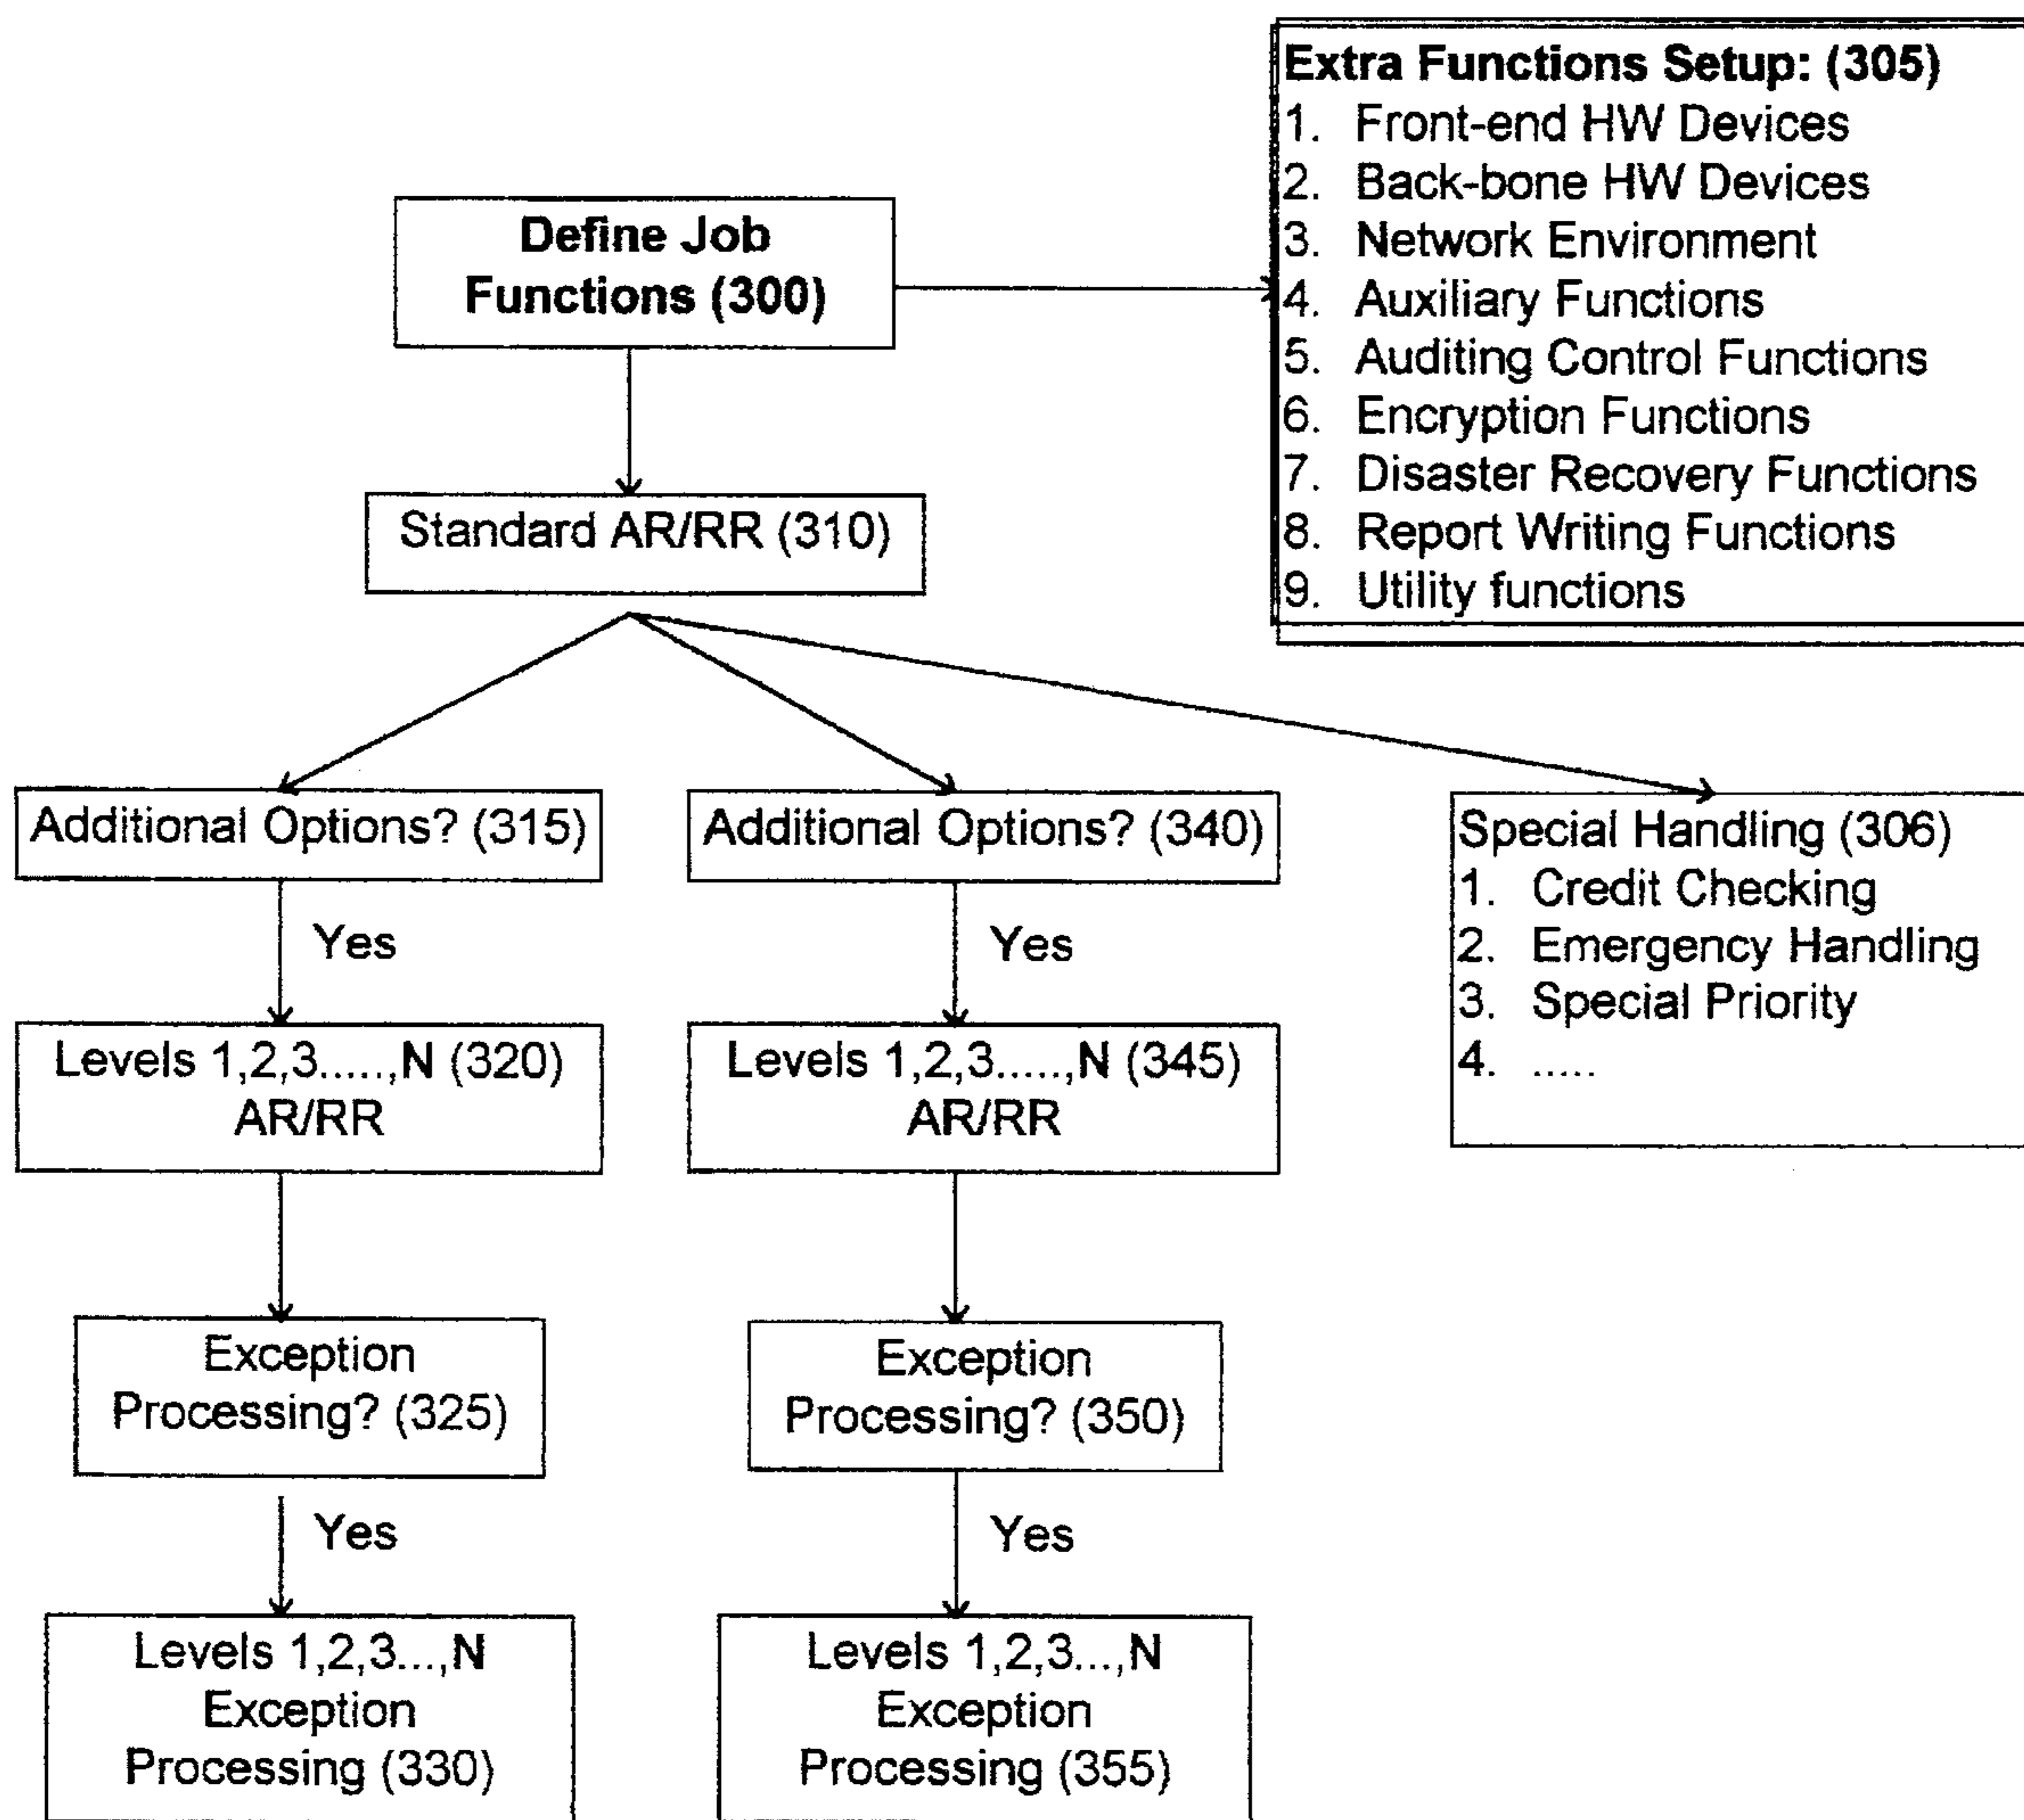 Extra Functions Setup: (305)
1. Front-end HW Devices
2. Back-bone HW Devices
3. Network Environment
4. Auxiliary Functions
5. Auditing Control Functions
6. Encryption Functions
7. Disaster Recovery Functions
8. Report Writing Functions
9. Utility functions
Define Job
Functions (300)
Standard AR/RR (310)
Additional Options? (315)
Yes
Levels 1,2,3.....,N (320)
AR/RR
Exception
Processing? (325)
Yes
Levels 1,2,3...,N
Exception
Processing (330)
Additional Options? (340)
Yes
Levels 1,2,3.....,N (345)
AR/RR
Exception
Processing? (350)
Yes
Levels 1,2,3...,N
Exception
Processing (355)
Special Handling (306)
1. Credit Checking
2. Emergency Handling
3. Special Priority
4. .....